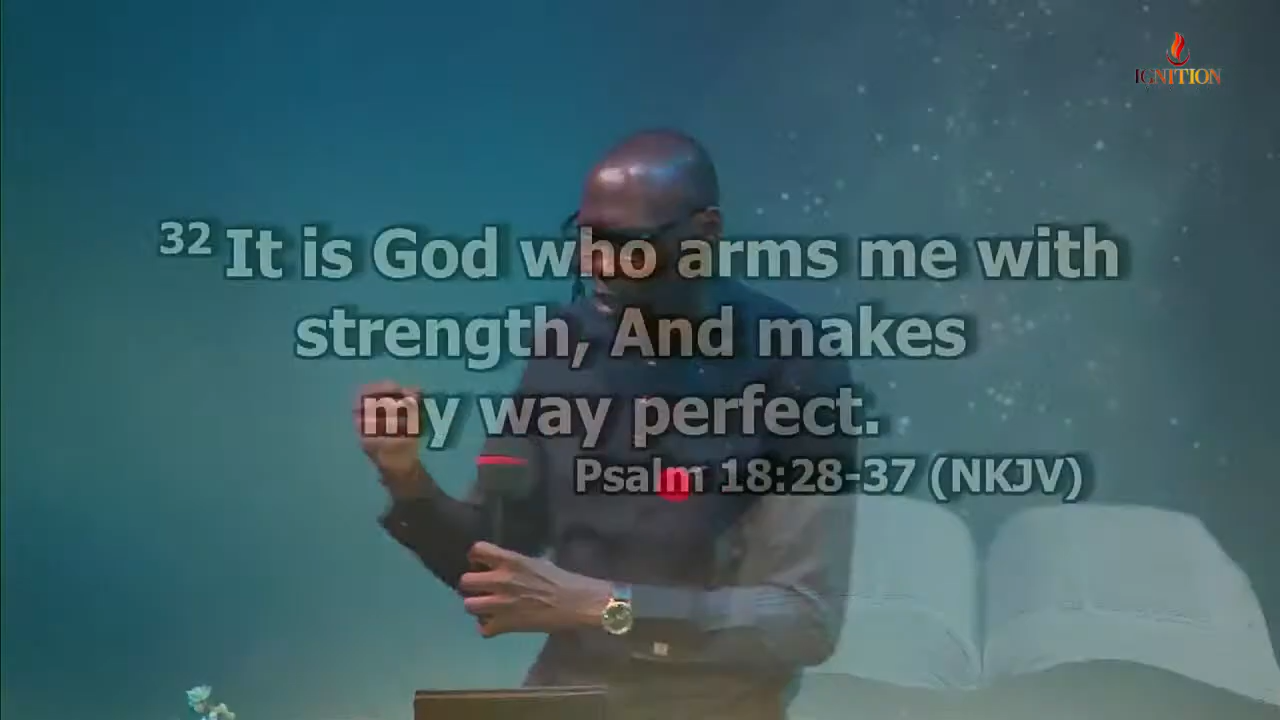 IGNITION
32 It is God who arms me with
strength, And makes
my way perfect.
Psalm 18:28-37 (NKJV)